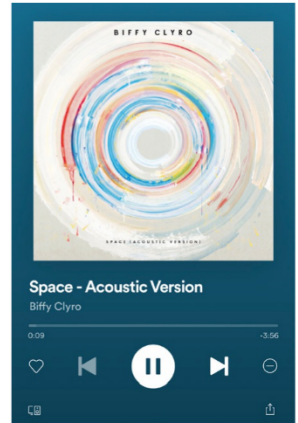 BIFFY CLYRO
SPACE (ACOUSTIC VERSION)
Space - Acoustic Version
Biffy Clyro
0:09
-3:56